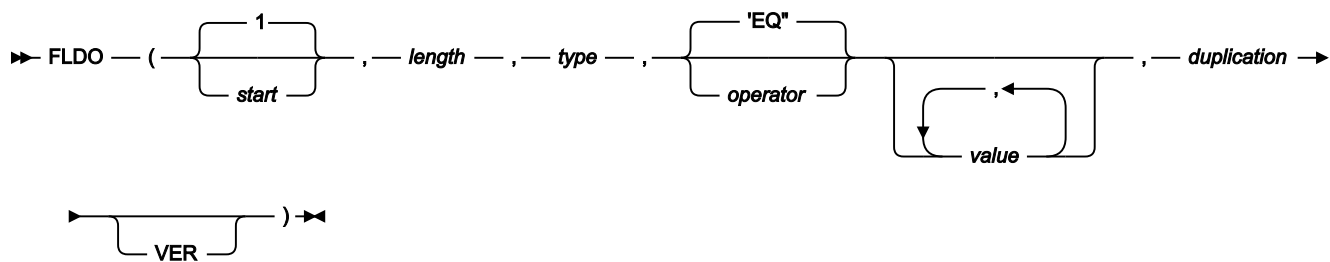 1 'EQ"
FLDO ( , length , type , , duplication
start operator
,
value
)
VER